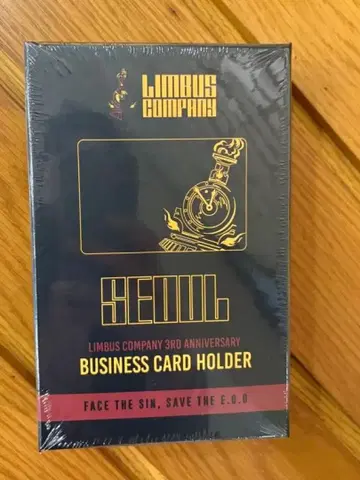 LIMBUS
COMPANY
SEOUL
LIMBUS COMPANY 3RD ANNIVERSARY
BUSINESS CARD HOLDER
FACE THE SIN, SAVE THE E.G.O